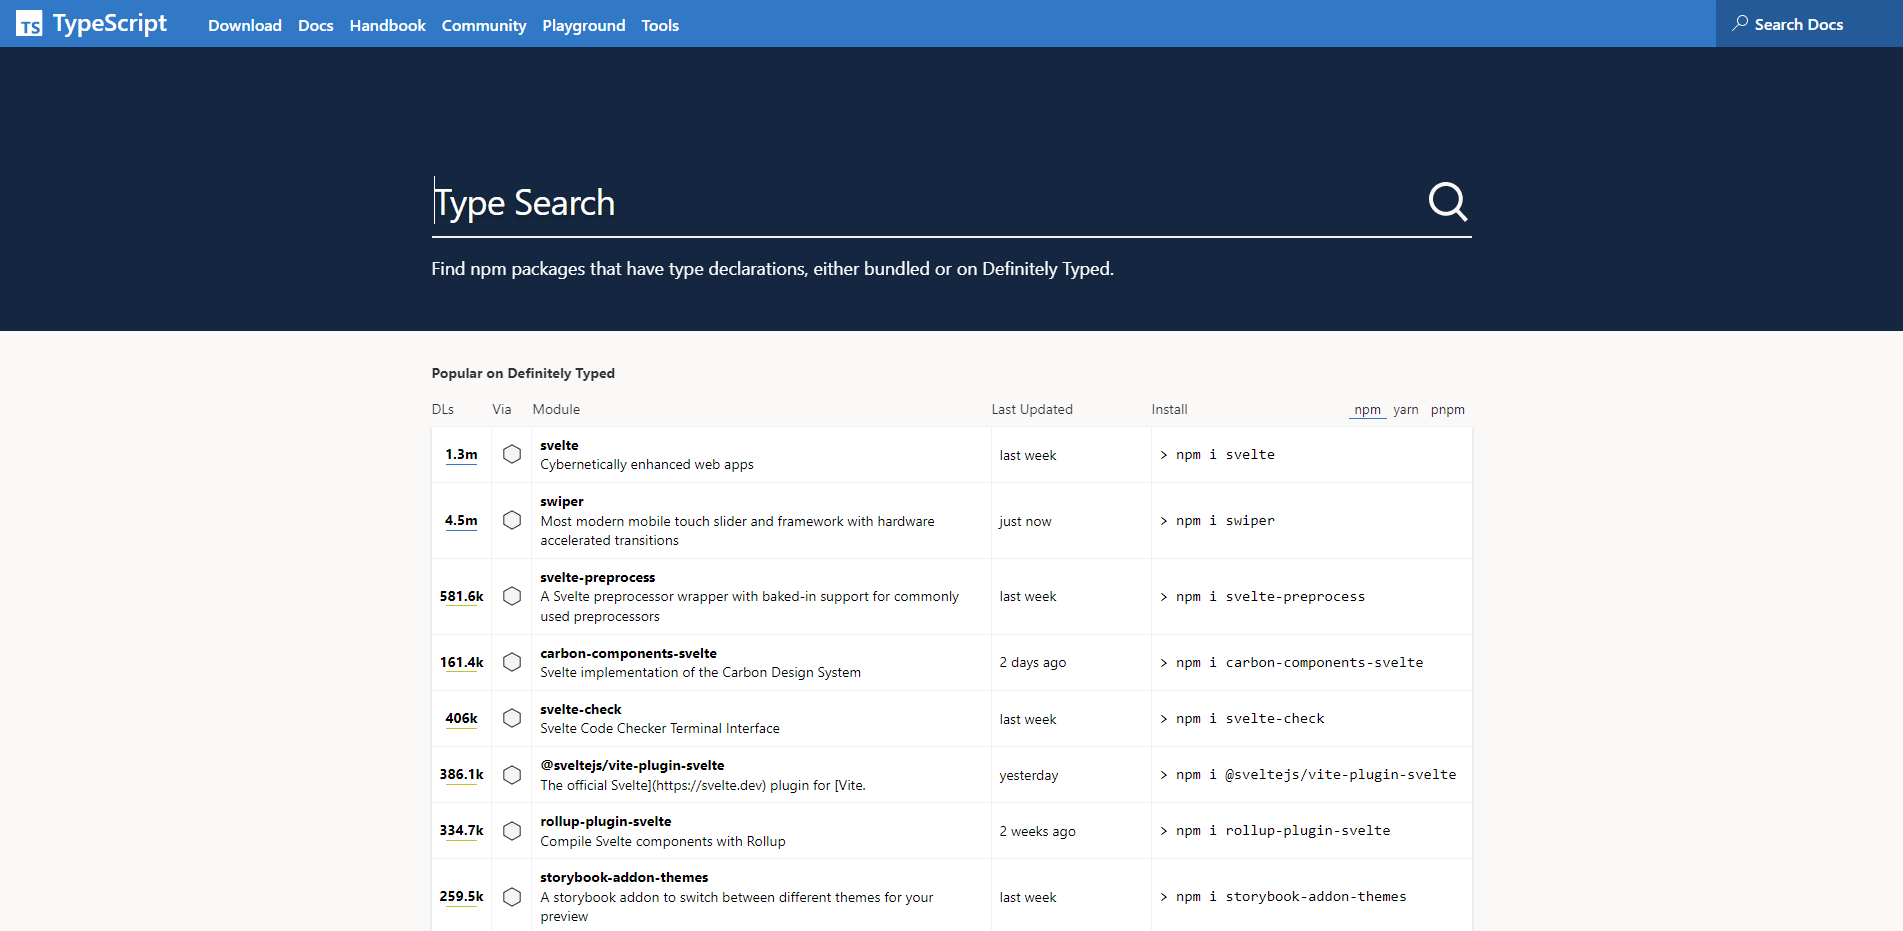 TS TypeScript Download Docs Handbook Community Playground Tools Search Docs
Type Search
Find npm packages that have type declarations, either bundled or on Definitely Typed.
Popular on Definitely Typed
DLs Via Module Last Updated Install npm yarn pnpm
svelte
1.3m last week > npm i svelte
Cybernetically enhanced web apps
swiper
4.5m Most modern mobile touch slider and framework with hardware just now > npm i swiper
accelerated transitions
svelte-preprocess
581.6k A Svelte preprocessor wrapper with baked-in support for commonly last week > npm i svelte-preprocess
used preprocessors
carbon-components-svelte
161.4k 2 days ago > npm i carbon-components-svelte
Svelte implementation of the Carbon Design System
svelte-check
406k last week > npm i svelte-check
Svelte Code Checker Terminal Interface
@sveltejs/vite-plugin-svelte
386.1k yesterday > npm i @sveltejs/vite-plugin-svelte
The official Svelte](https://svelte.dev) plugin for [Vite.
rollup-plugin-svelte
334.7k 2 weeks ago > npm i rollup-plugin-svelte
Compile Svelte components with Rollup
storybook-addon-themes
259.5k A storybook addon to switch between different themes for your last week > npm i storybook-addon-themes
preview